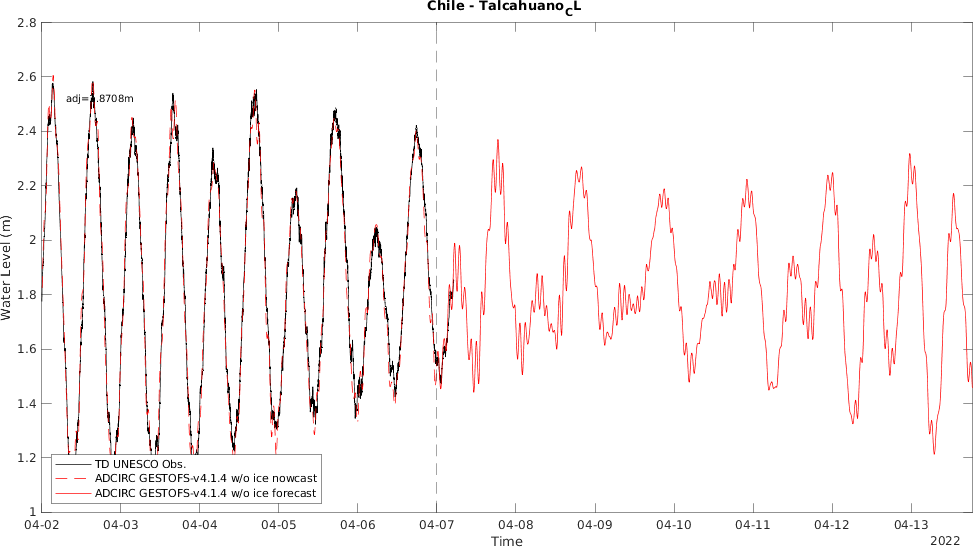 Chile - Talcahuano_CL
2.8
2.6
2.4
2.2
2
1.8
1.6
1.4
1.2
1
Water Level (m)
TD UNESCO Obs.
ADCIRC GESTOFS-v4.1.4 w/o ice nowcast
ADCIRC GESTOFS-v4.1.4 w/o ice forecast
04-02 04-03 04-04 04-05 04-06 04-07 04-08 04-09 04-10 04-11 04-12 04-13
Time
2022